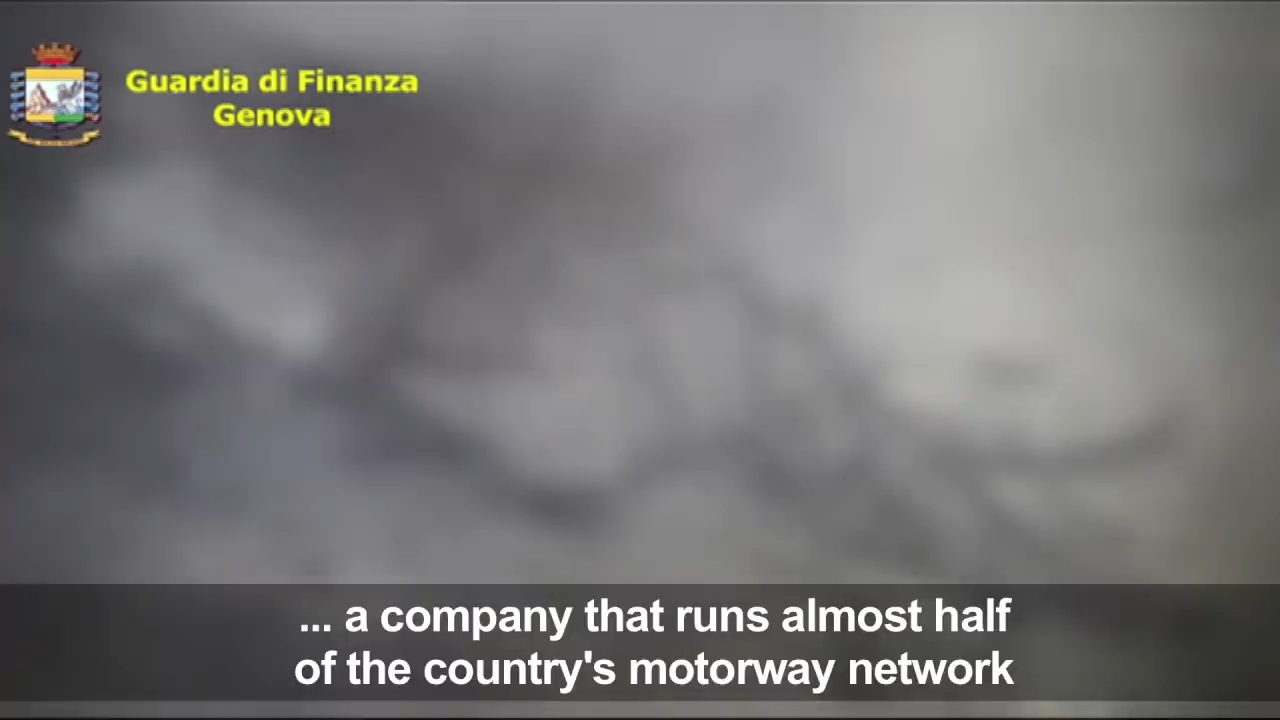 Guardia di Finanza
Genova
... a company that runs almost half
of the country's motorway network